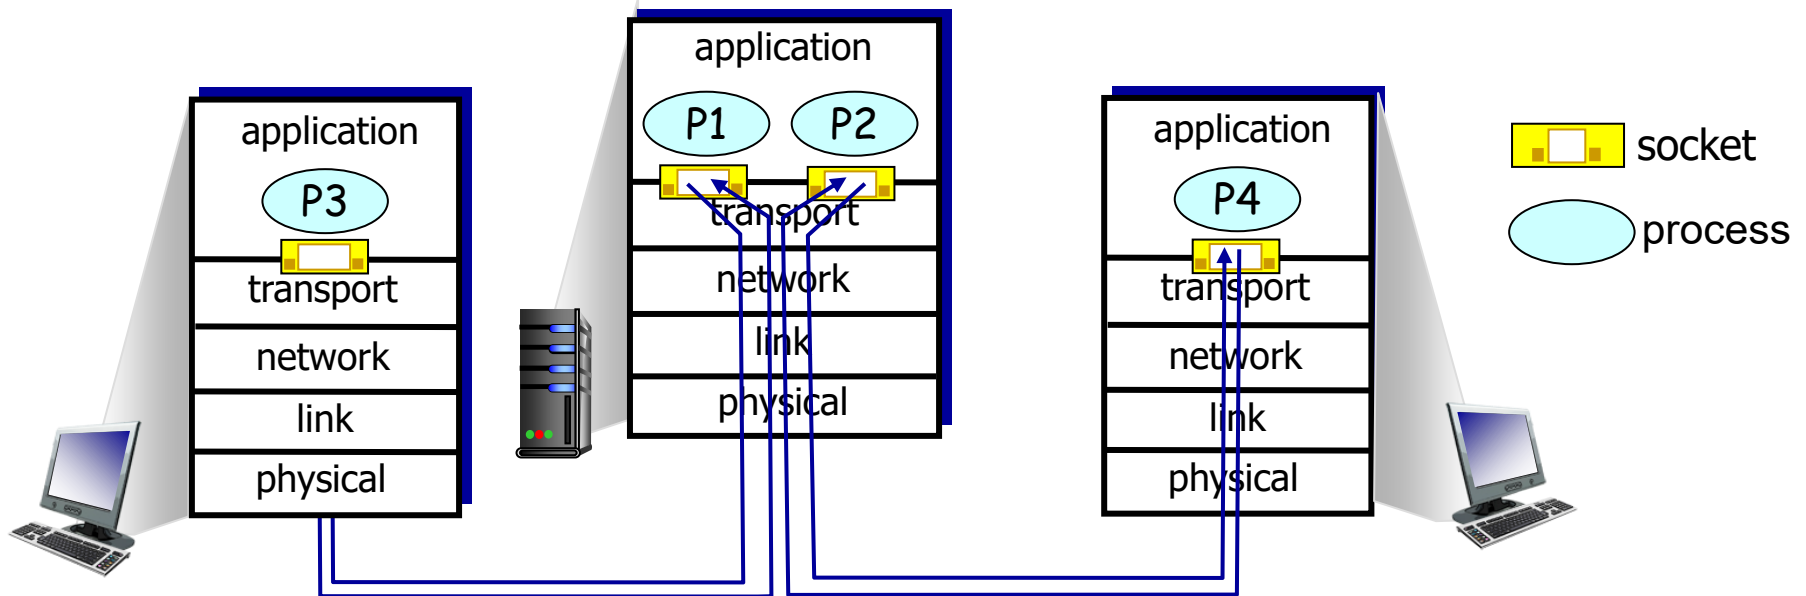 application
P3
transport
network
link
physical
application
P1 P2
transport
network
link
physical
application
P4
transport
network
link
physical
socket
process